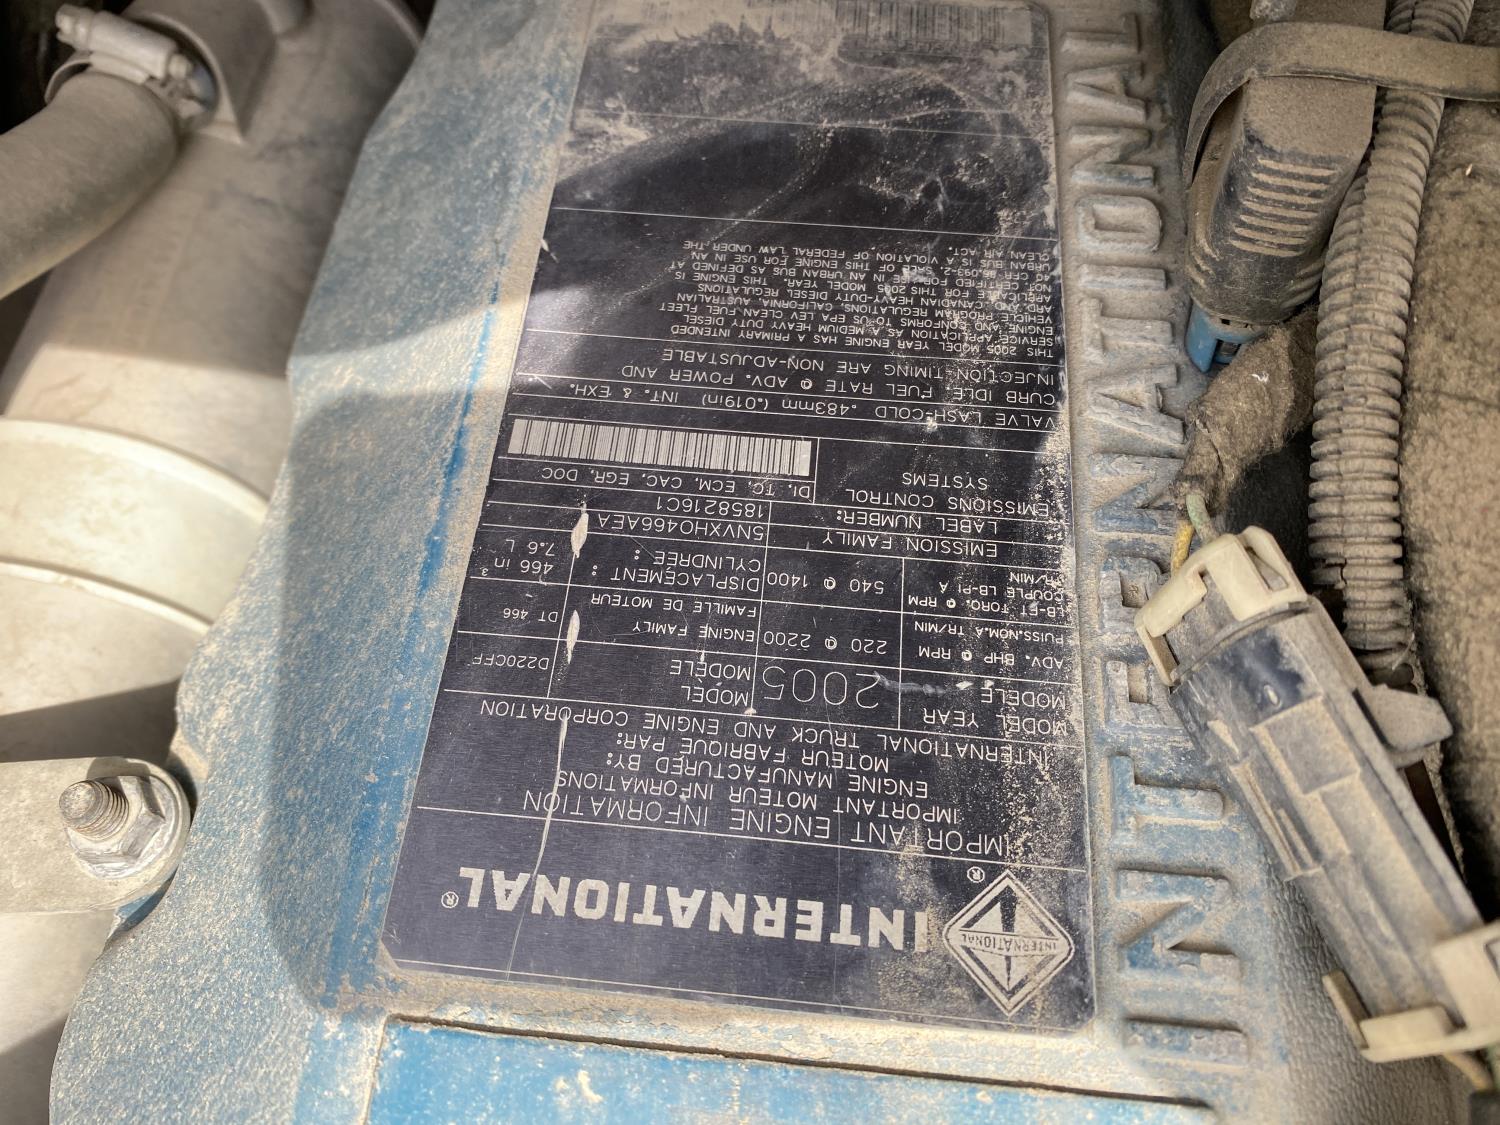 INTERNATIONAL®
INTERNATIONAL
®
IMPORTANT ENGINE INFORMATION
IMPORTANT MOTEUR INFORMATIONS
ENGINE MANUFACTURED BY:
MOTEUR FABRIQUE PAR:
INTERNATIONAL TRUCK AND ENGINE CORPORATION
MODEL YEAR 2005 MODEL D220CFF
MODÈLE MODÈLE
ADV. BHP @ RPM 220 @ 2200 ENGINE FAMILY DT 466
PUISS.NOM.A TR/MIN FAMILLE DE MOTEUR
LB-FT TORQ. @ RPM 540 @ 1400 DISPLACEMENT : 466 in³
COUPLE LB-PI A CYLINDREE : 7.6 L
TR/MIN
EMISSION FAMILY 5NVXH0466AEA
LABEL NUMBER: 1858216C1
EMISSIONS CONTROL DI, TC, ECM, CAC, EGR, DOC
SYSTEMS
VALVE LASH-COLD .483mm (.019in) INT. & EXH.
CURB IDLE, FUEL RATE @ ADV. POWER AND
INJECTION TIMING ARE NON-ADJUSTABLE
THIS 2005 MODEL YEAR ENGINE HAS A PRIMARY INTENDED
SERVICE APPLICATION AS A MEDIUM HEAVY DUTY DIESEL
ENGINE AND CONFORMS TO US EPA LEV CLEAN FUEL FLEET
VEHICLE PROGRAM REGULATIONS, CALIFORNIA, AUSTRALIAN
ARD, AND CANADIAN HEAVY-DUTY DIESEL REGULATIONS
APPLICABLE FOR THIS 2005 MODEL YEAR. THIS ENGINE IS
NOT CERTIFIED FOR USE IN AN URBAN BUS AS DEFINED AT
40 CFR 86.093-2. SALES OF THIS ENGINE FOR USE IN AN
URBAN BUS IS A VIOLATION OF FEDERAL LAW UNDER THE
CLEAN AIR ACT.
INTERNATIONAL